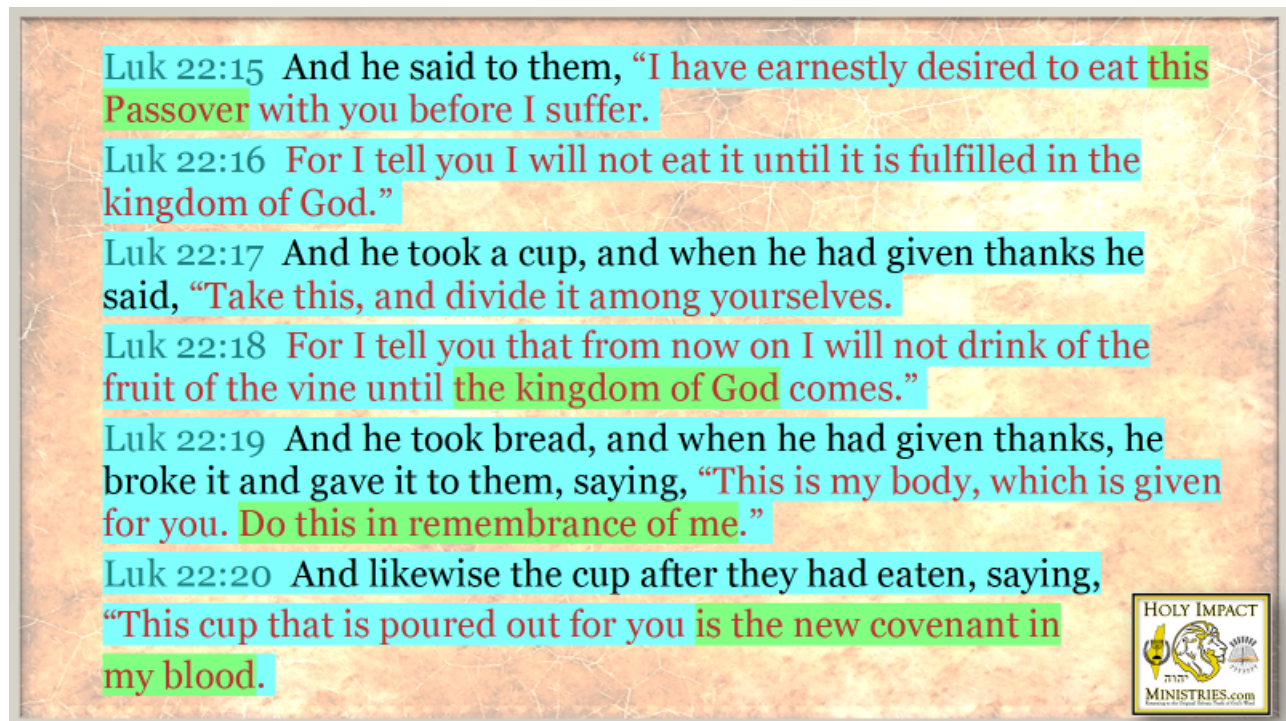 Luk 22:15 And he said to them, “I have earnestly desired to eat this
Passover with you before I suffer.
Luk 22:16 For I tell you I will not eat it until it is fulfilled in the
kingdom of God.”
Luk 22:17 And he took a cup, and when he had given thanks he
said, “Take this, and divide it among yourselves.
Luk 22:18 For I tell you that from now on I will not drink of the
fruit of the vine until the kingdom of God comes.”
Luk 22:19 And he took bread, and when he had given thanks, he
broke it and gave it to them, saying, “This is my body, which is given
for you. Do this in remembrance of me.”
Luk 22:20 And likewise the cup after they had eaten, saying,
“This cup that is poured out for you is the new covenant in
my blood.
HOLY IMPACT
יהוה
MINISTRIES.com